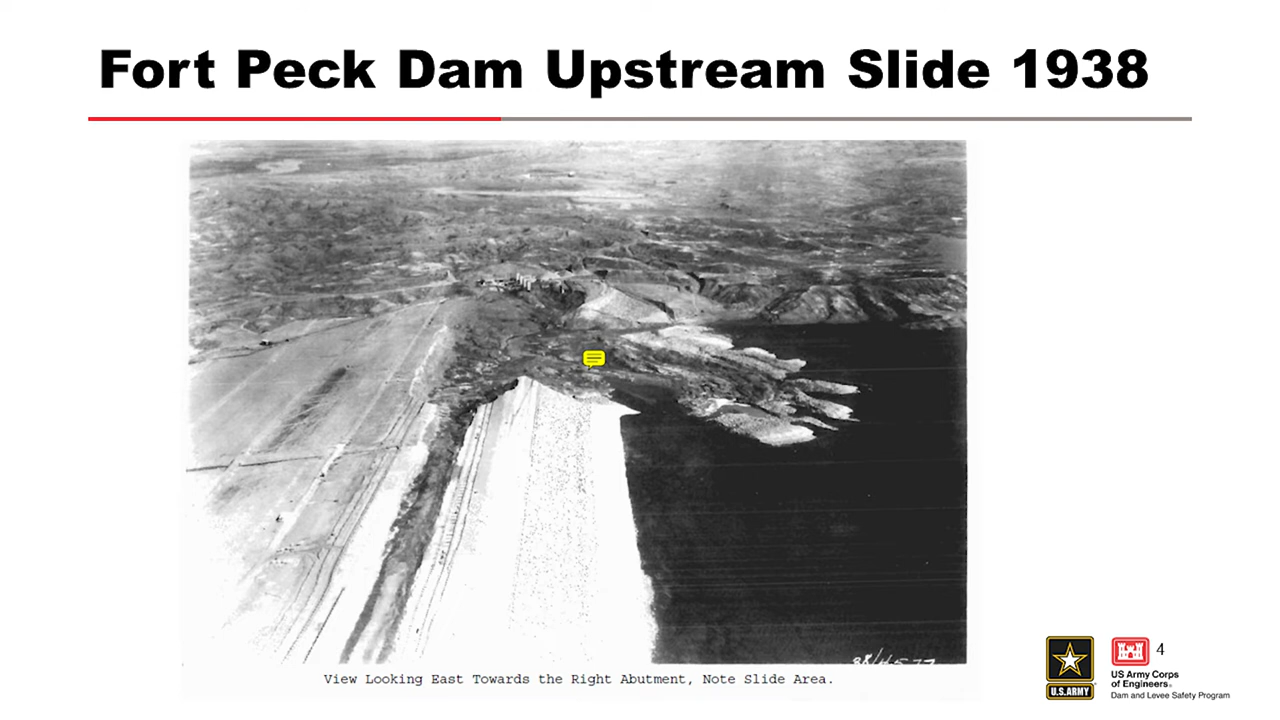 Fort Peck Dam Upstream Slide 1938
View Looking East Towards the Right Abutment, Note Slide Area.
4
U.S.ARMY
US Army Corps
of Engineers®
Dam and Levee Safety Program